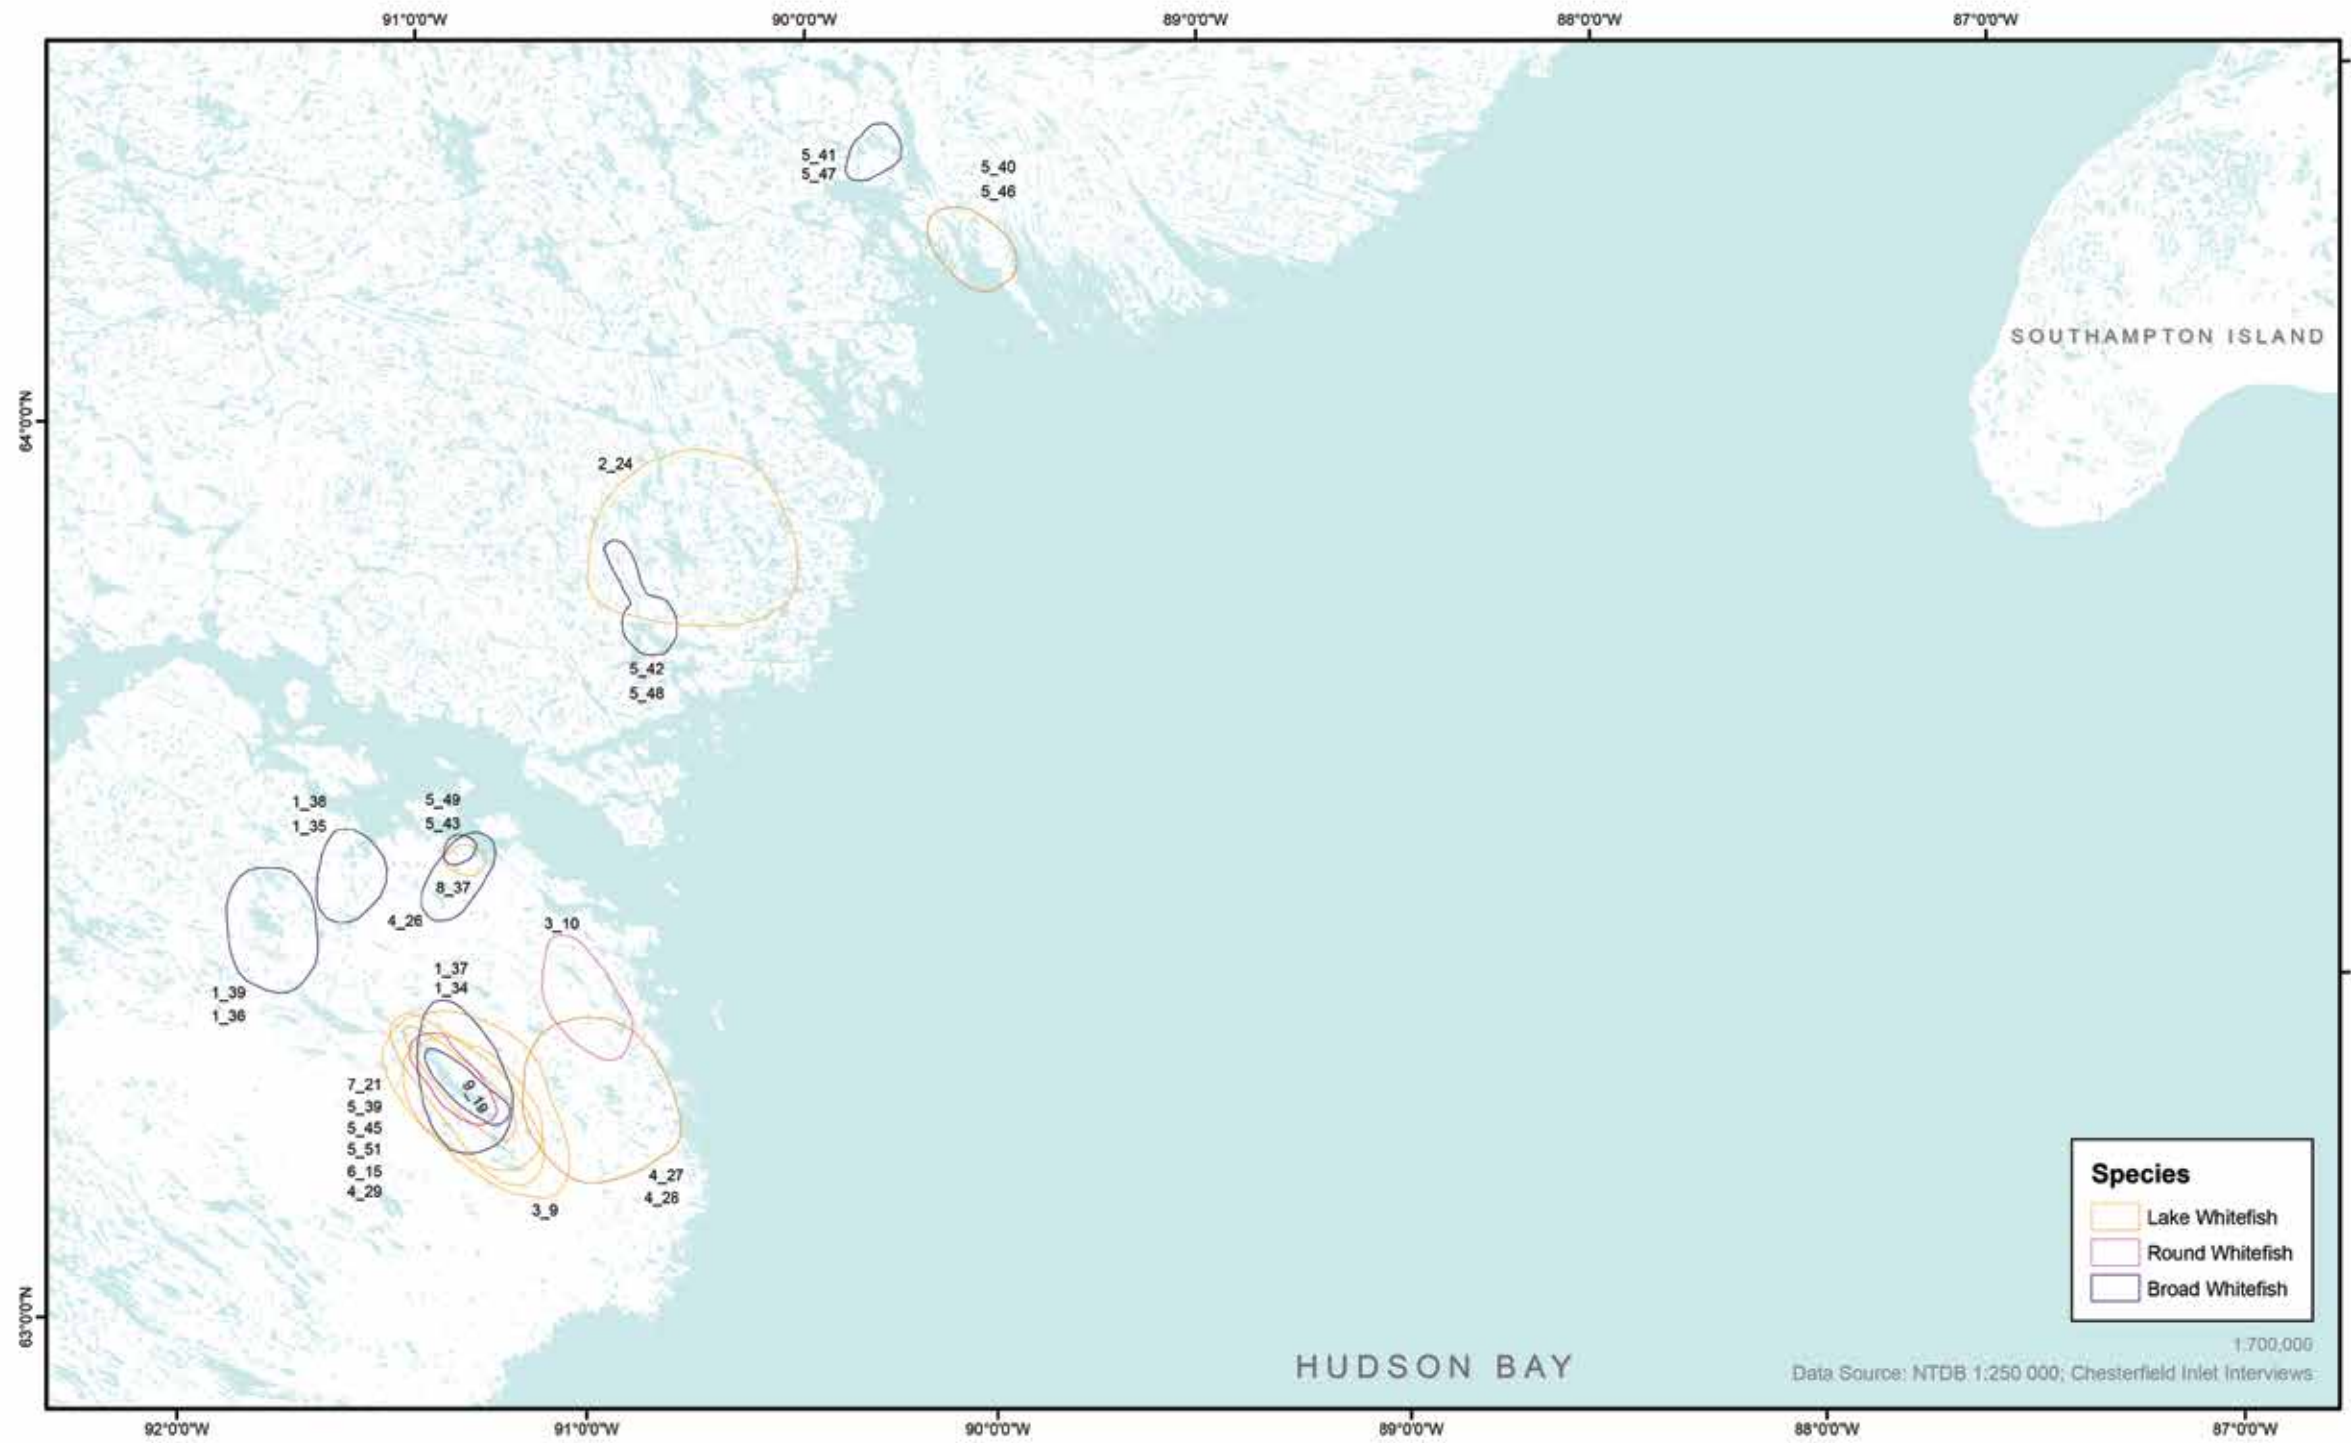 91°0'0"W
90°0'0"W
89°0'0"W
88°0'0"W
87°0'0"W
5_41
5_47
5_40
5_46
SOUTHAMPTON ISLAND
64°0'0"N
2_24
5_42
5_48
1_38
1_35
5_49
5_43
8_37
4_26
3_10
1_37
1_34
1_39
1_36
9_19
7_21
5_39
5_45
5_51
6_15
4_29
4_27
4_28
3_9
Species
Lake Whitefish
Round Whitefish
Broad Whitefish
63°0'0"N
1:700,000
HUDSON BAY
Data Source: NTDB 1:250 000; Chesterfield Inlet Interviews
92°0'0"W
91°0'0"W
90°0'0"W
89°0'0"W
88°0'0"W
87°0'0"W